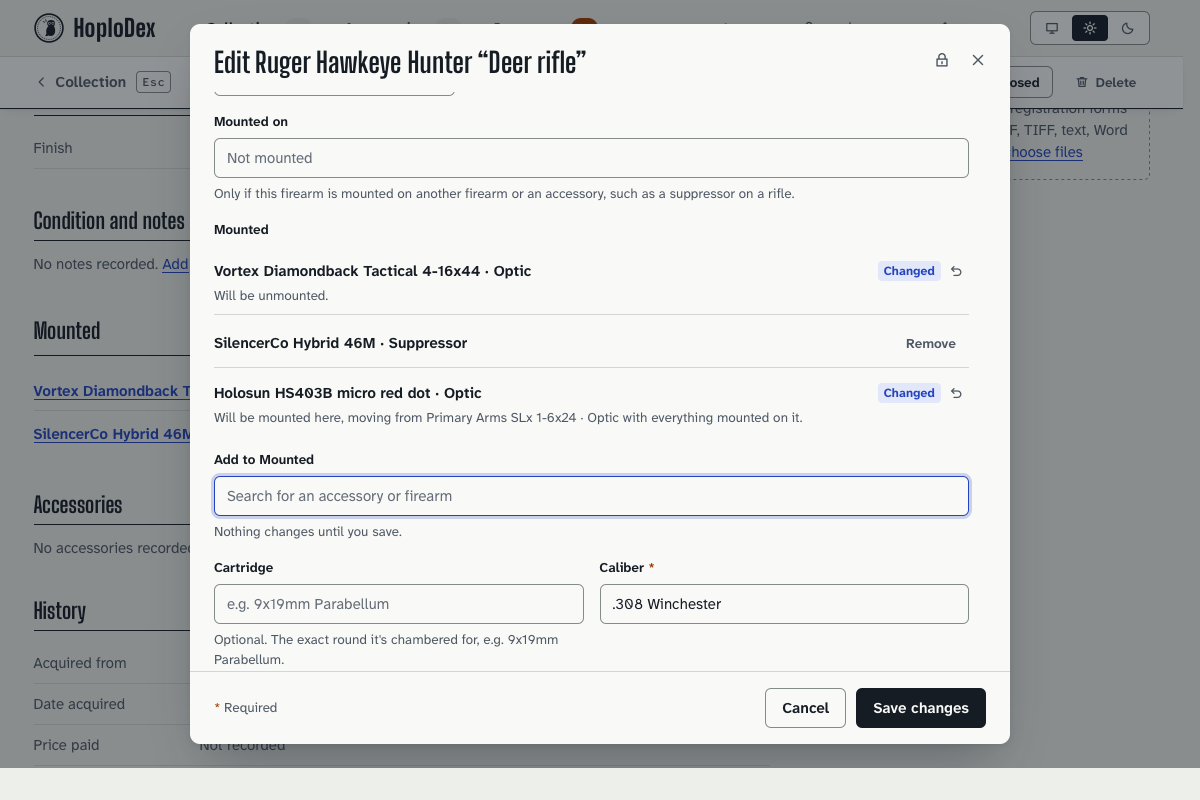 HoploDex
Edit Ruger Hawkeye Hunter “Deer rifle”
Collection Esc
osed
Delete
Mounted on
Not mounted
Only if this firearm is mounted on another firearm or an accessory, such as a suppressor on a rifle.
Mounted
Vortex Diamondback Tactical 4-16x44 · Optic
Changed
Will be unmounted.
SilencerCo Hybrid 46M · Suppressor
Remove
Holosun HS403B micro red dot · Optic
Changed
Will be mounted here, moving from Primary Arms SLx 1-6x24 · Optic with everything mounted on it.
Add to Mounted
Search for an accessory or firearm
Nothing changes until you save.
Cartridge
Caliber *
e.g. 9x19mm Parabellum
.308 Winchester
Optional. The exact round it's chambered for, e.g. 9x19mm
Parabellum.
* Required
Cancel
Save changes
Finish
Condition and notes
No notes recorded. Add
Mounted
Vortex Diamondback T
SilencerCo Hybrid 46M
Accessories
No accessories recorded
History
Acquired from
Date acquired
Price paid
Not recorded
registration forms
F, TIFF, text, Word
hoose files